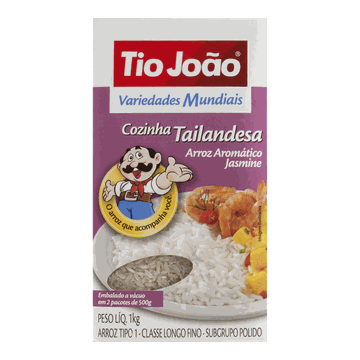 Tio João
Variedades Mundiais
Cozinha Tailandesa
Arroz Aromático
Jasmine
O arroz que acompanha você
Embalado a vácuo
em 2 pacotes de 500g
PESO LÍQ. 1kg
ARROZ TIPO 1 - CLASSE LONGO FINO - SUBGRUPO POLIDO